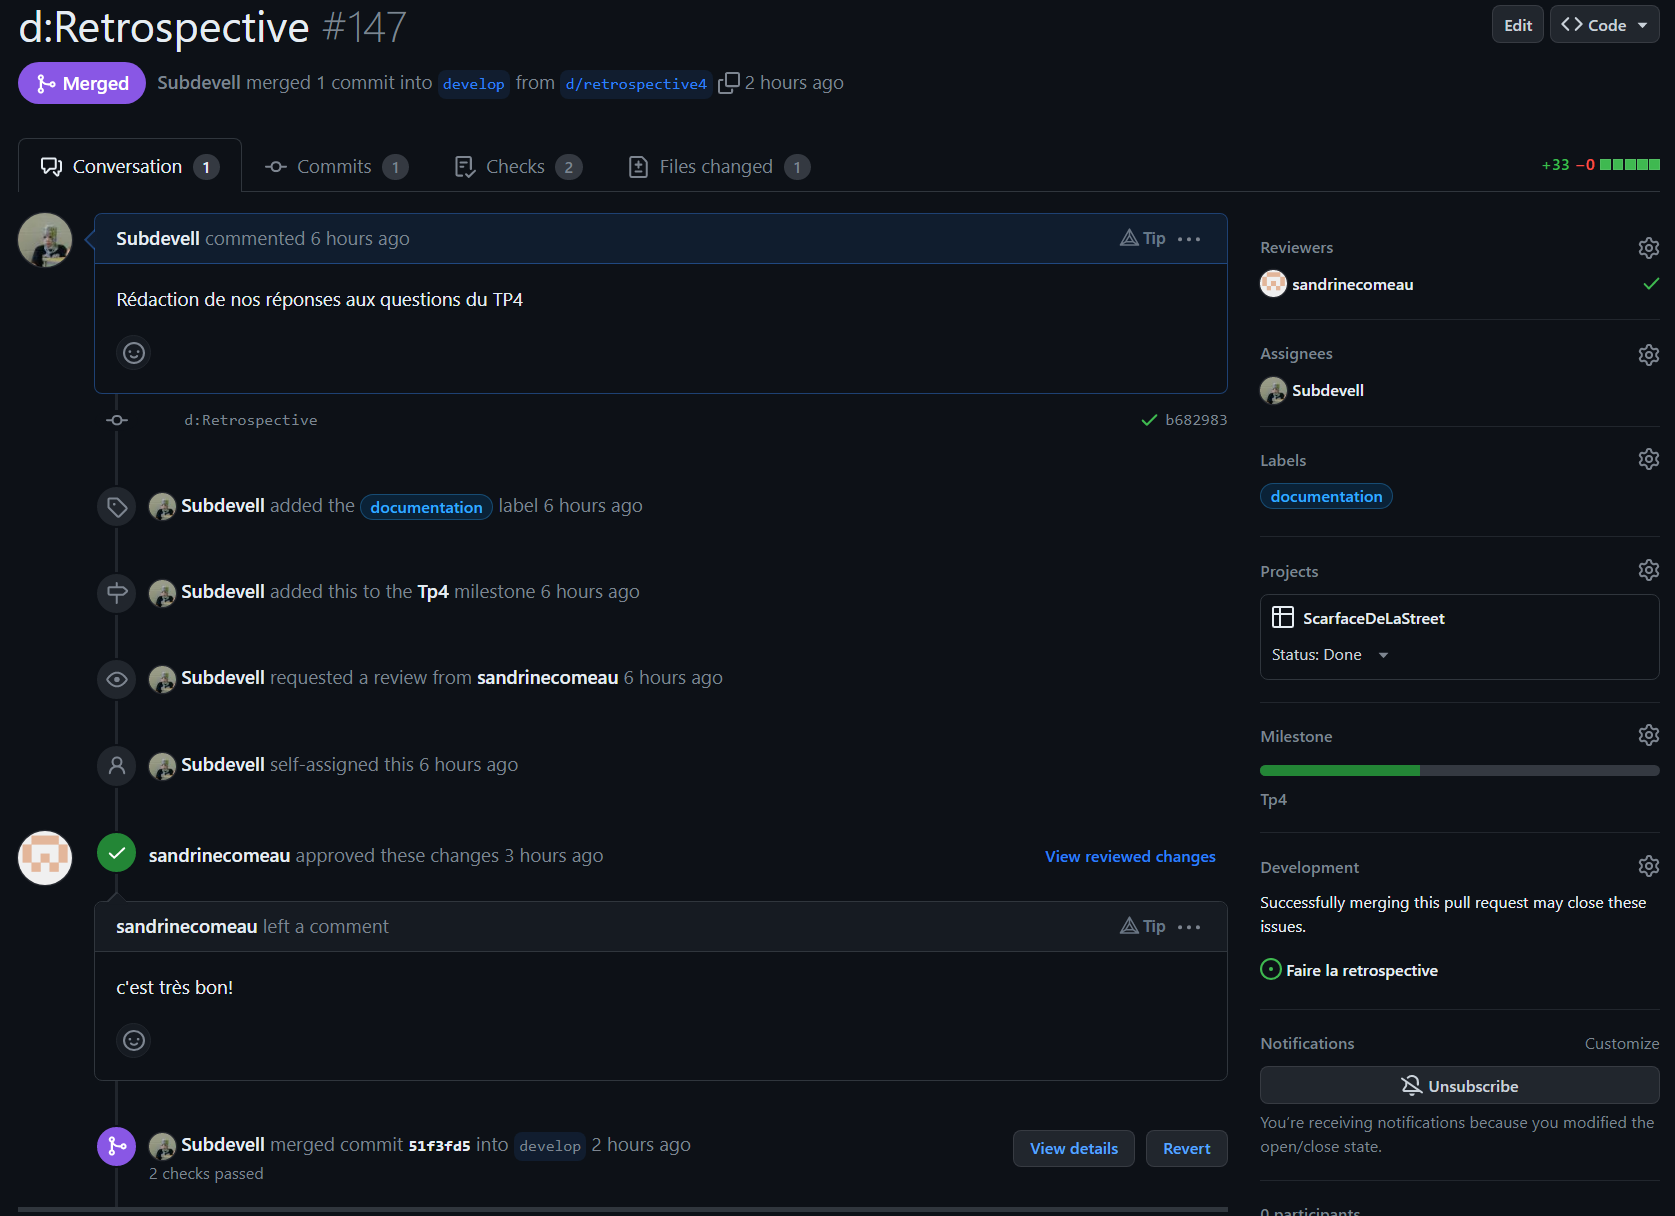 d:Retrospective #147
Edit
<> Code
Merged
Subdevell merged 1 commit into develop from d/retrospective4 2 hours ago
Conversation 1
Commits 1
Checks 2
Files changed 1
+33 −0
Subdevell commented 6 hours ago
Tip
Rédaction de nos réponses aux questions du TP4
d:Retrospective
b682983
Subdevell added the documentation label 6 hours ago
Subdevell added this to the Tp4 milestone 6 hours ago
Subdevell requested a review from sandrinecomeau 6 hours ago
Subdevell self-assigned this 6 hours ago
sandrinecomeau approved these changes 3 hours ago
View reviewed changes
sandrinecomeau left a comment
Tip
c'est très bon!
Subdevell merged commit 51f3fd5 into develop 2 hours ago
2 checks passed
View details
Revert
Reviewers
sandrinecomeau
Assignees
Subdevell
Labels
documentation
Projects
ScarfaceDeLaStreet
Status: Done
Milestone
Tp4
Development
Successfully merging this pull request may close these
issues.
Faire la retrospective
Notifications
Customize
Unsubscribe
You're receiving notifications because you modified the
open/close state.
0 participants